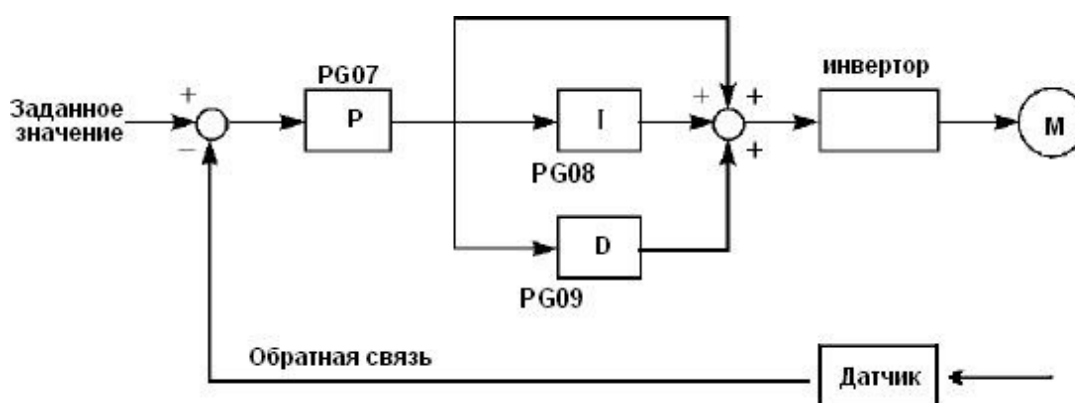 PG07
инвертор
+
Заданное
значение
P
I
+
+
М
−
+
PG08
D
PG09
Обратная связь
Датчик